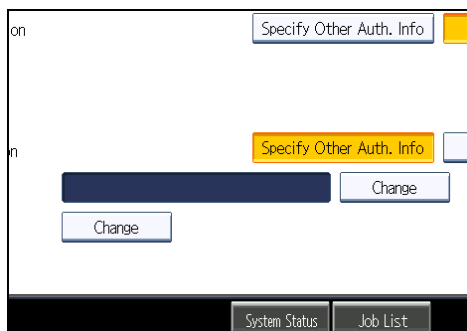 on
Specify Other Auth. Info
n
Specify Other Auth. Info
Change
Change
System Status
Job List